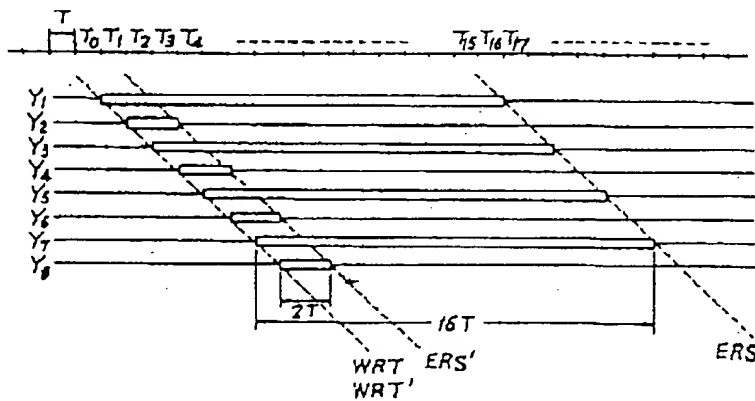 T
T0 T1 T2 T3 T4 T15 T16 T17
Y1
Y2
Y3
Y4
Y5
Y6
Y7
Y8
2T
16T
WRT ERS' ERS
WRT'